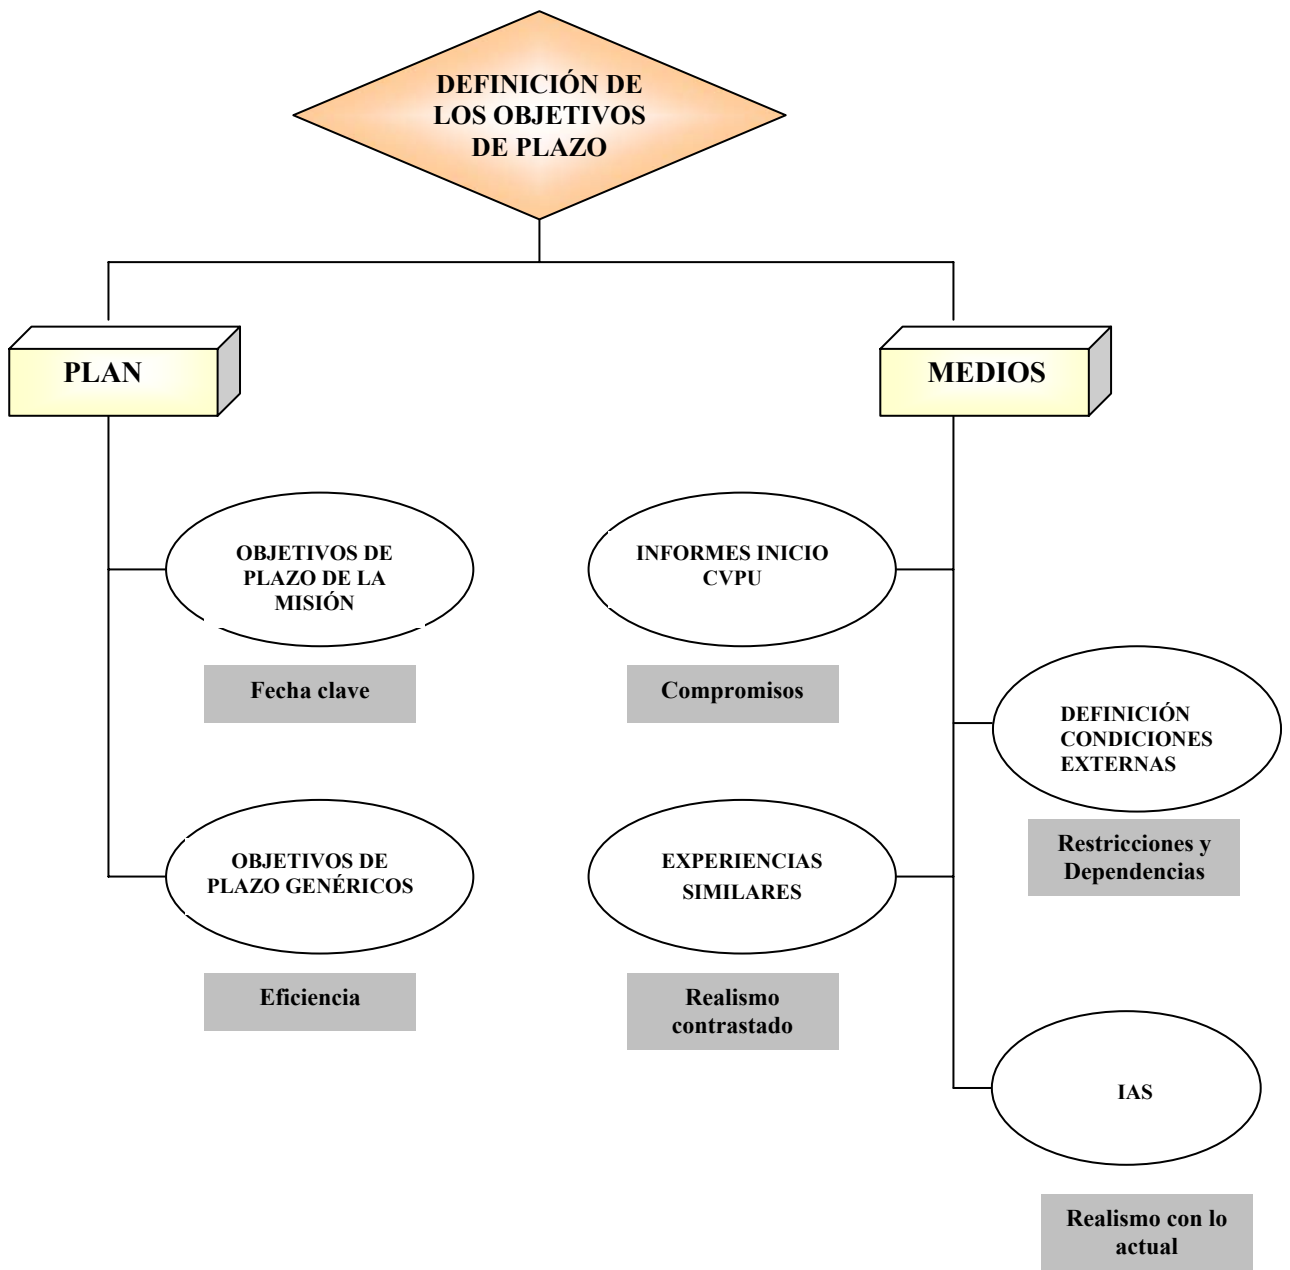 DEFINICIÓN DE
LOS OBJETIVOS
DE PLAZO
PLAN
MEDIOS
OBJETIVOS DE
PLAZO DE LA
MISIÓN
Fecha clave
INFORMES INICIO
CVPU
Compromisos
DEFINICIÓN
CONDICIONES
EXTERNAS
Restricciones y
Dependencias
OBJETIVOS DE
PLAZO GENÉRICOS
Eficiencia
EXPERIENCIAS
SIMILARES
Realismo
contrastado
IAS
Realismo con lo
actual